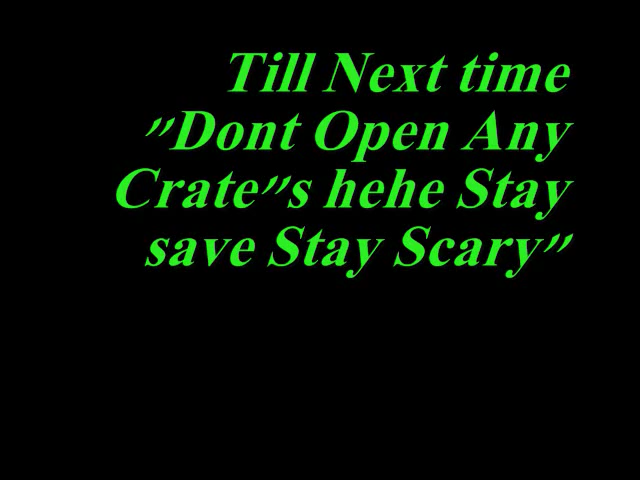 Till Next time
"Dont Open Any
Crate"s hehe Stay
save Stay Scary"